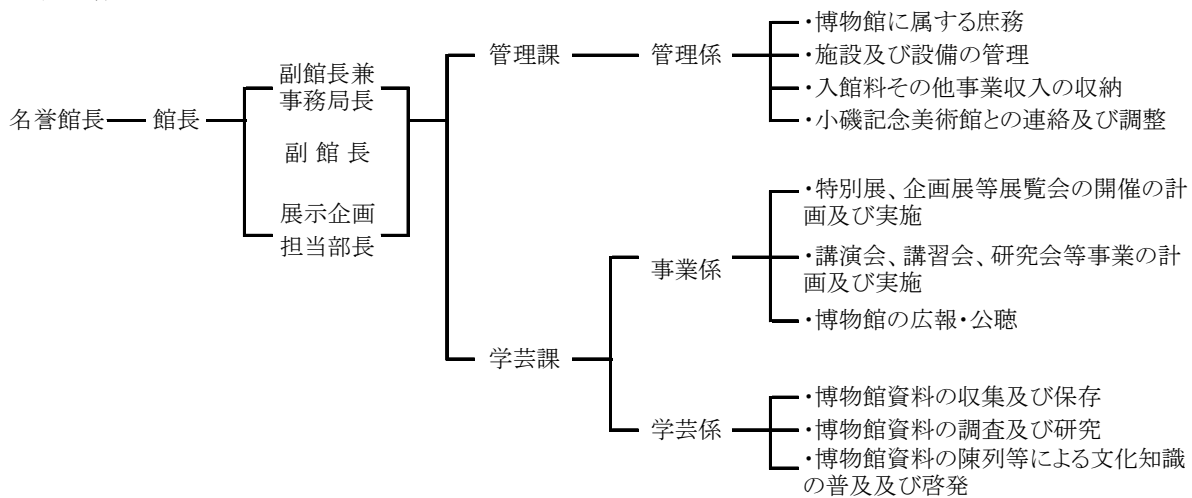 名誉館長
館長
副館長兼
事務局長
副 館 長
展示企画
担当部長
管理課
管理係
・博物館に属する庶務
・施設及び設備の管理
・入館料その他事業収入の収納
・小磯記念美術館との連絡及び調整
学芸課
事業係
・特別展、企画展等展覧会の開催の計
画及び実施
・講演会、講習会、研究会等事業の計
画及び実施
・博物館の広報・公聴
学芸係
・博物館資料の収集及び保存
・博物館資料の調査及び研究
・博物館資料の陳列等による文化知識
の普及及び啓発